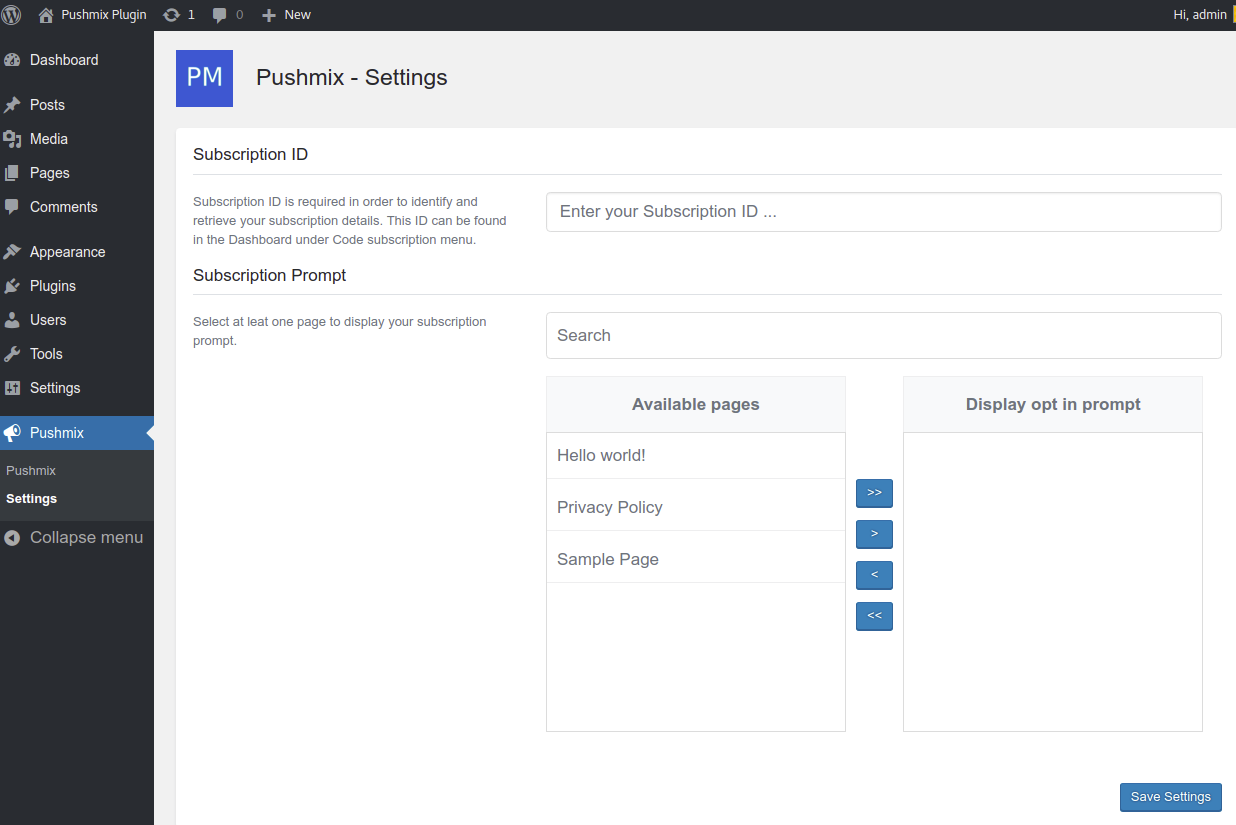 Pushmix Plugin 1 0 New Hi, admin
Dashboard
Posts
Media
Pages
Comments
Appearance
Plugins
Users
Tools
Settings
Pushmix
Pushmix
Settings
Collapse menu
PM
Pushmix - Settings
Subscription ID
Subscription ID is required in order to identify and
retrieve your subscription details. This ID can be found
in the Dashboard under Code subscription menu.
Enter your Subscription ID ...
Subscription Prompt
Select at leat one page to display your subscription
prompt.
Search
Available pages
Hello world!
Privacy Policy
Sample Page
>>
>
<
<<
Display opt in prompt
Save Settings